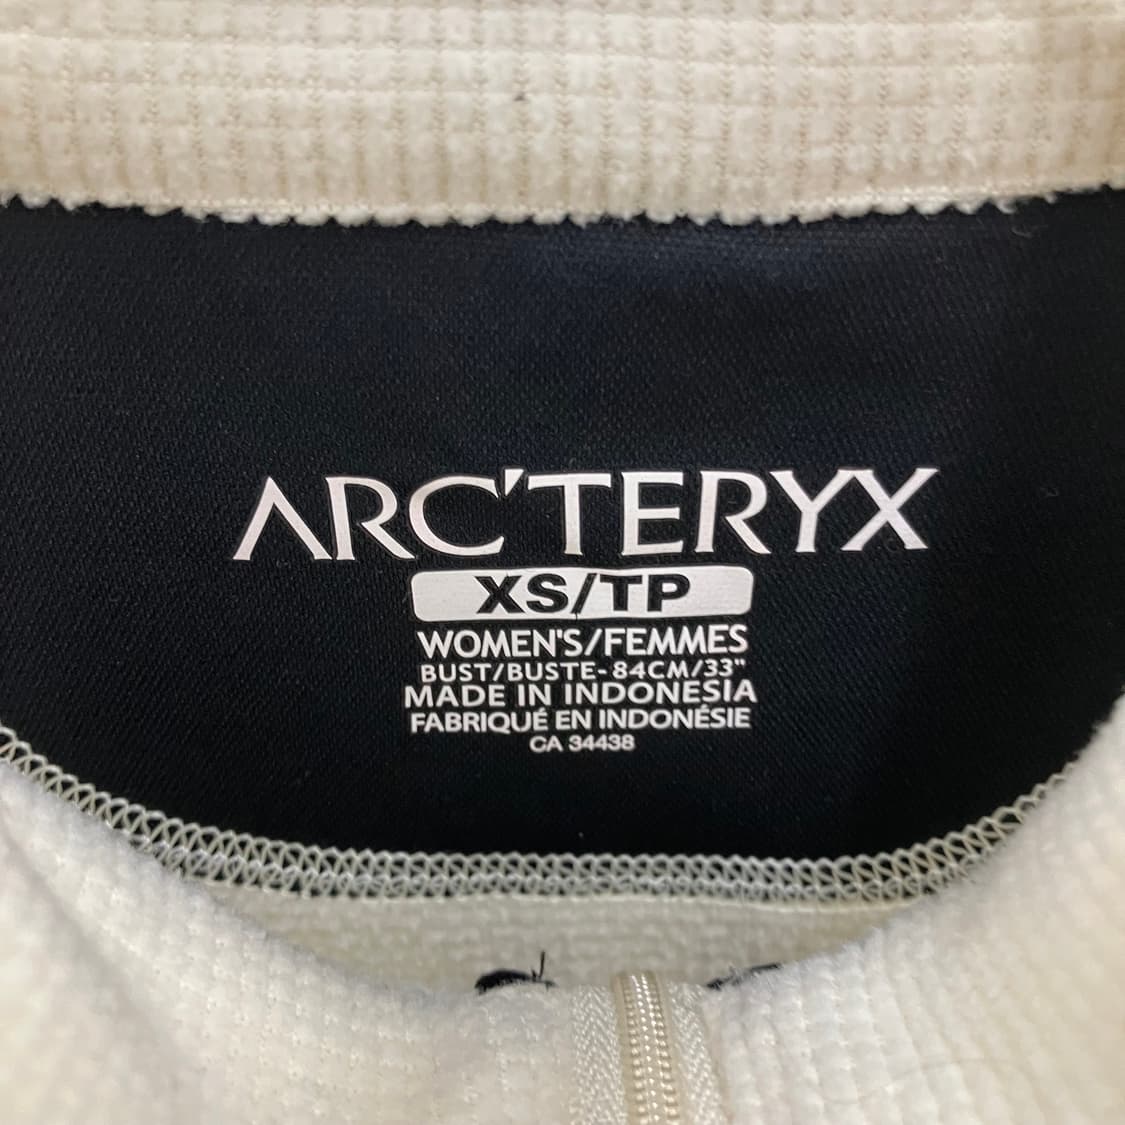 ARC'TERYX
XS/TP
WOMEN'S/FEMMES
BUST/BUSTE-84CM/33"
MADE IN INDONESIA
FABRIQUÉ EN INDONÉSIE
CA 34438